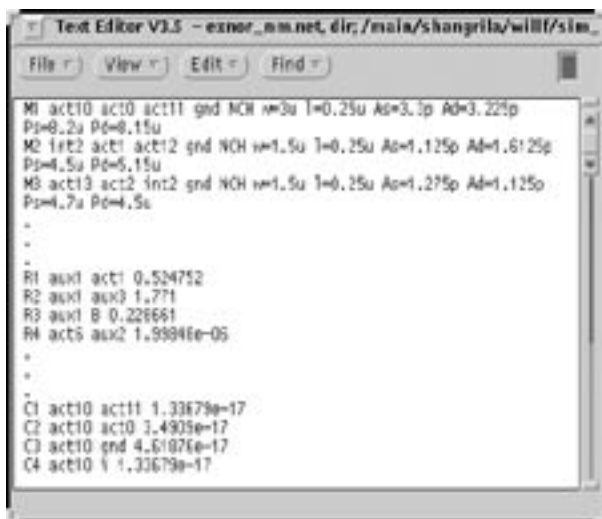 Text Editor V3.5 - exnor_nm.net, dir; /main/shangrila/willf/sim_
File View Edit Find
M1 act10 act0 act11 gnd NCH w=3u l=0.25u As=3.3p Ad=3.225p
Ps=8.2u Pd=8.15u
M2 int2 act1 act12 gnd NCH w=1.5u l=0.25u As=1.125p Ad=1.6125p
Ps=4.5u Pd=5.15u
M3 act13 act2 int2 gnd NCH w=1.5u l=0.25u As=1.275p Ad=1.125p
Ps=4.7u Pd=4.5u
.
.
.
R1 aux1 act1 0.524752
R2 aux1 aux3 1.771
R3 aux1 B 0.228661
R4 act6 aux2 1.99848e-06
.
.
.
C1 act10 act11 1.33679e-17
C2 act10 act0 3.4905e-17
C3 act10 gnd 4.61876e-17
C4 act10 1.33679e-17